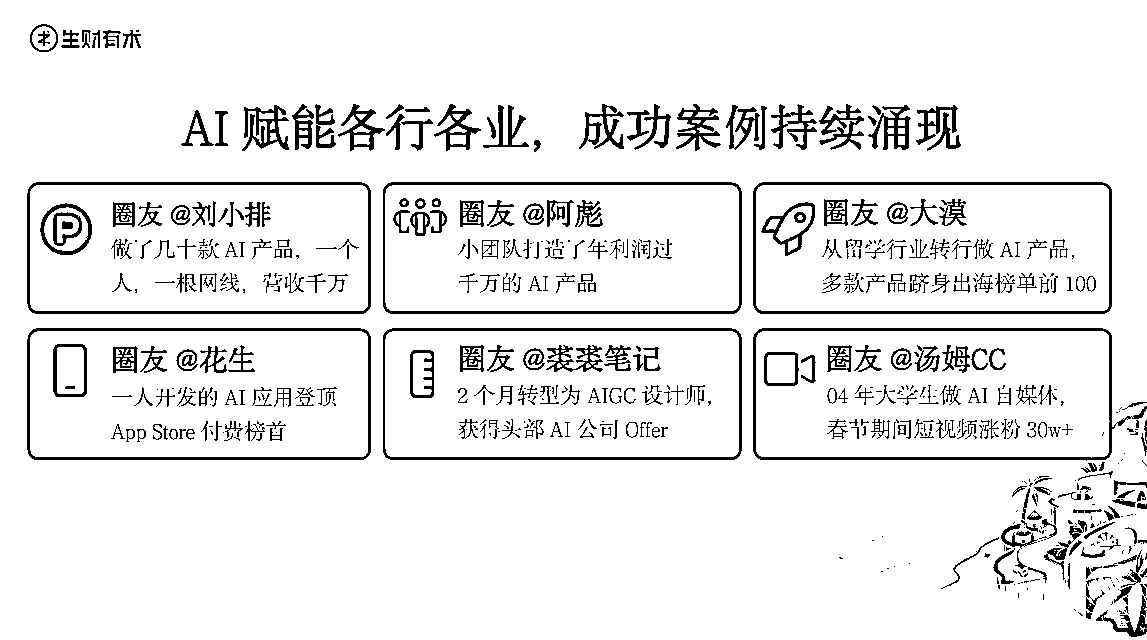 生财有术
AI 赋能各行各业，成功案例持续涌现
圈友 @刘小排
做了几十款 AI 产品，一个
人，一根网线，营收千万
圈友 @阿彪
小团队打造了年利润过
千万的 AI 产品
圈友 @大漠
从留学行业转行做 AI 产品，
多款产品跻身出海榜单前 100
圈友 @花生
一人开发的 AI 应用登顶
App Store 付费榜首
圈友 @裘裘笔记
2 个月转型为 AIGC 设计师，
获得头部 AI 公司 Offer
圈友 @汤姆CC
04 年大学生做 AI 自媒体，
春节期间短视频涨粉 30w+